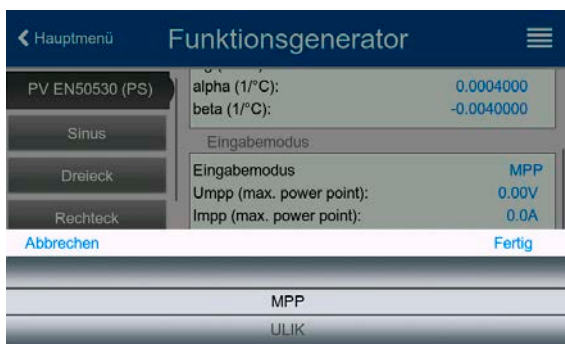 Hauptmenü
Funktionsgenerator
PV EN50530 (PS)
Sinus
Dreieck
Rechteck
alpha (1/°C): 0.0004000
beta (1/°C): -0.0040000
Eingabemodus
Eingabemodus MPP
Umpp (max. power point): 0.00V
Impp (max. power point): 0.0A
Abbrechen Fertig
MPP
ULIK